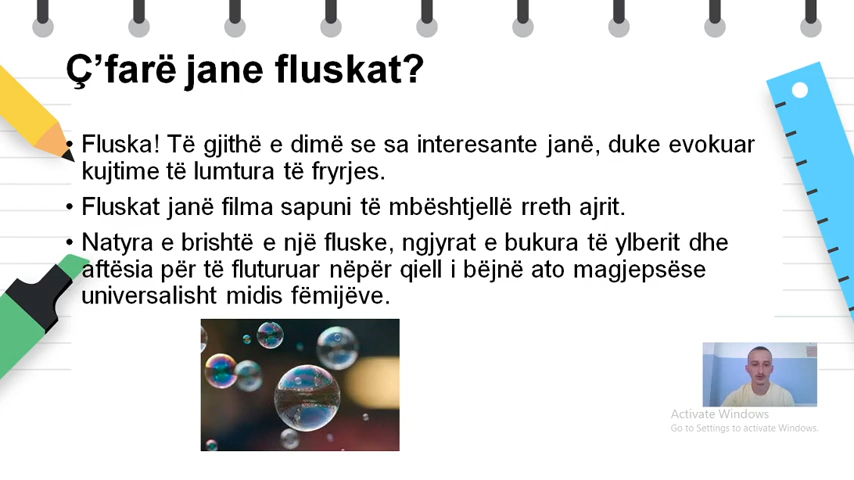 Ç’farë jane fluskat?
• Fluska! Të gjithë e dimë se sa interesante janë, duke evokuar
kujtime të lumtura të fryrjes.
• Fluskat janë filma sapuni të mbështjellë rreth ajrit.
• Natyra e brishtë e një fluske, ngjyrat e bukura të ylberit dhe
aftësia për të fluturuar nëpër qiell i bëjnë ato magjepsëse
universalisht midis fëmijëve.
Activate Windows
Go to Settings to activate Windows.